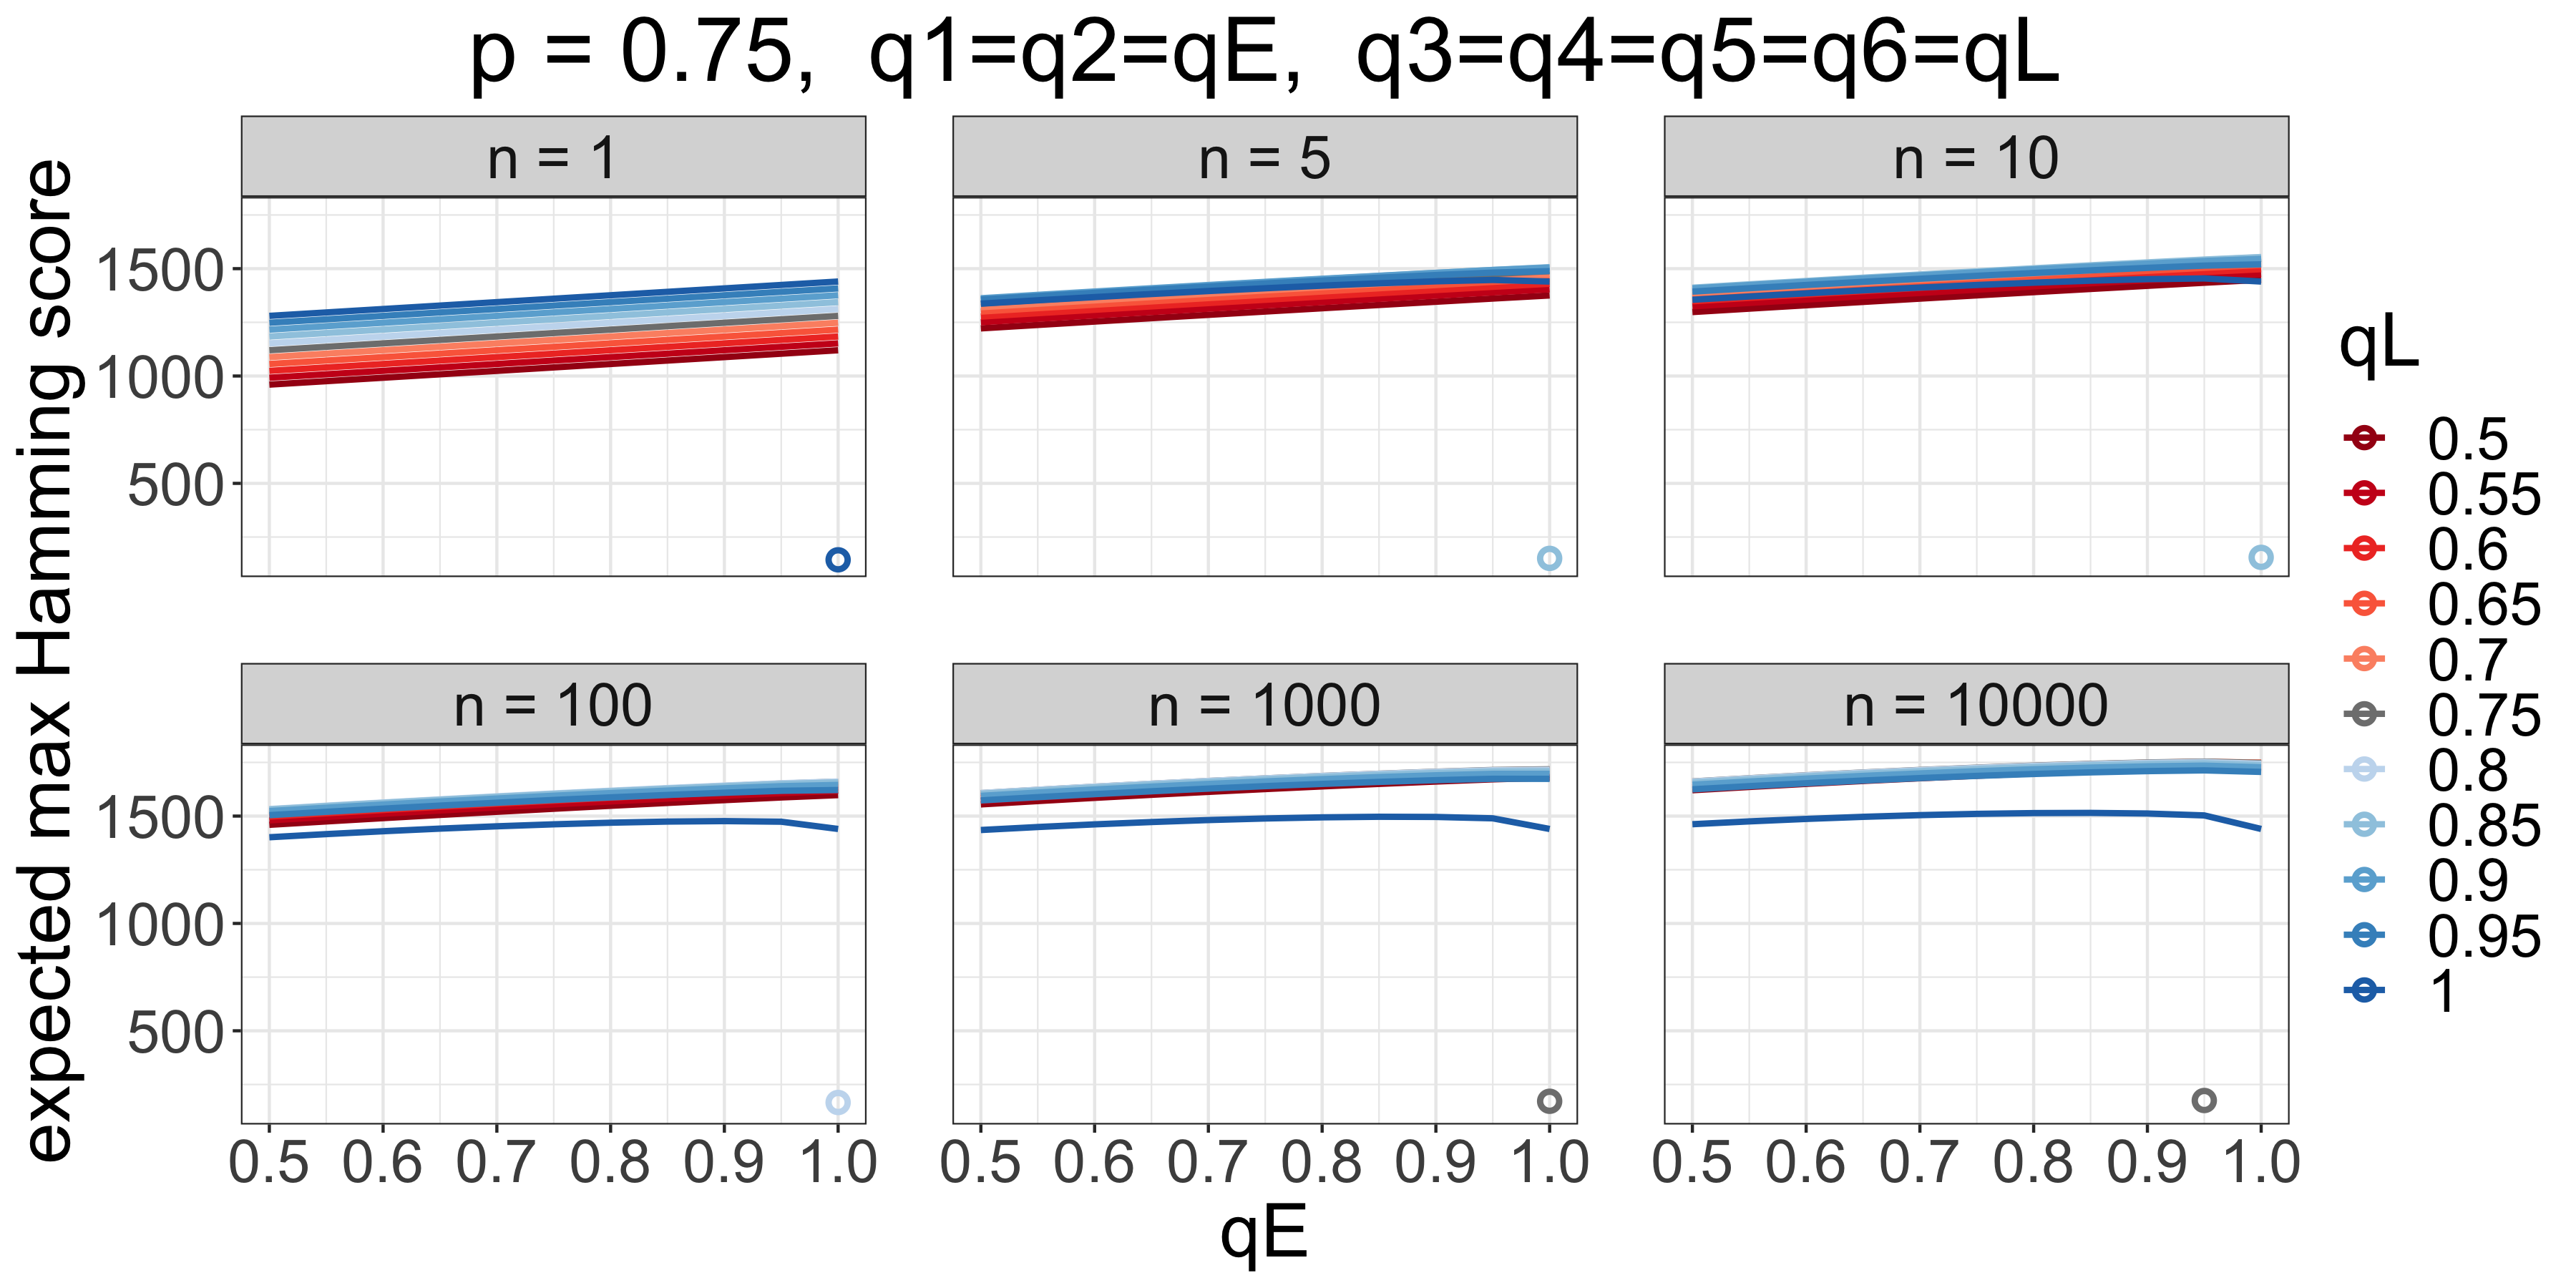 p = 0.75,  q1=q2=qE,  q3=q4=q5=q6=qL
expected max Hamming score
n = 1
n = 5
n = 10
1500
1000
500
n = 100
n = 1000
n = 10000
1500
1000
500
0.5 0.6 0.7 0.8 0.9 1.0
0.5 0.6 0.7 0.8 0.9 1.0
0.5 0.6 0.7 0.8 0.9 1.0
qE
qL
0.5
0.55
0.6
0.65
0.7
0.75
0.8
0.85
0.9
0.95
1